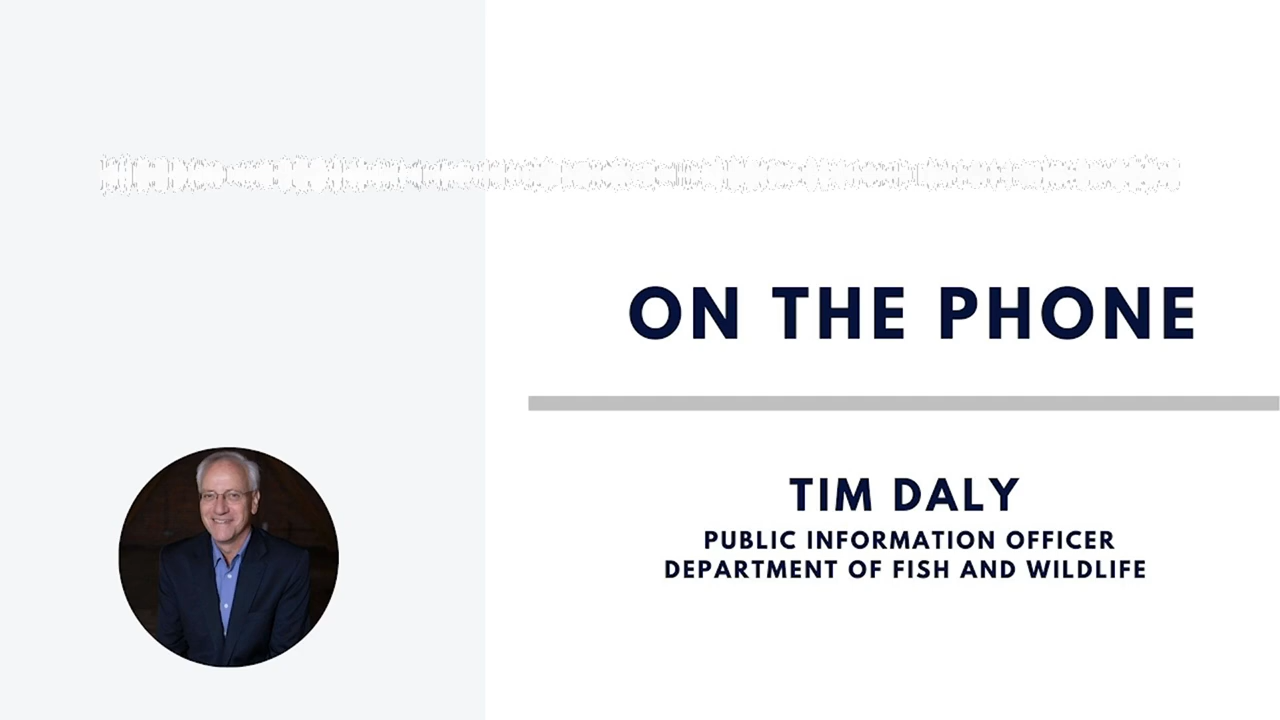 ON THE PHONE
TIM DALY
PUBLIC INFORMATION OFFICER
DEPARTMENT OF FISH AND WILDLIFE